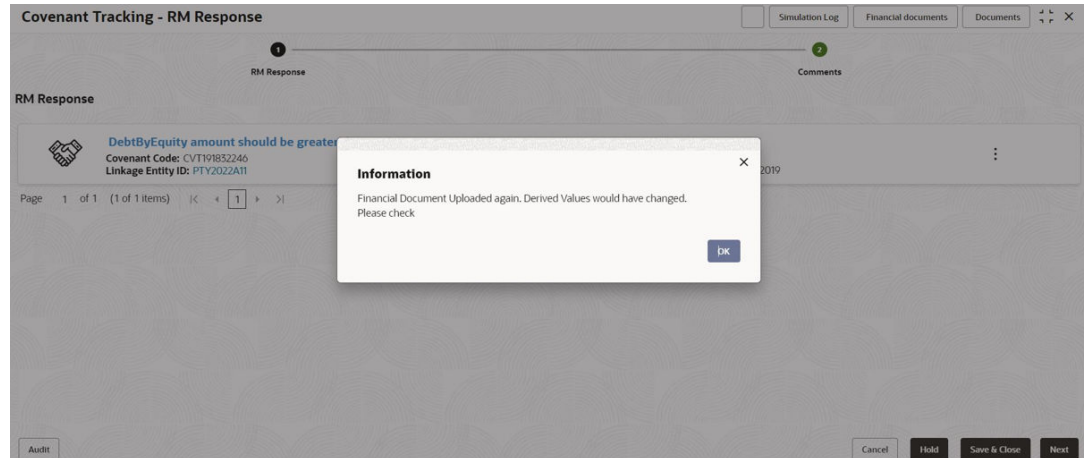 Covenant Tracking - RM Response
Simulation Log
Financial documents
Documents
1
2
RM Response
Comments
RM Response
DebtByEquity amount should be greater
Covenant Code: CVT191832246
Linkage Entity ID: PTY2022A11
2019
Information
Financial Document Uploaded again. Derived Values would have changed.
Please check
OK
Page 1 of 1 (1 of 1 items) 1
Audit
Cancel
Hold
Save & Close
Next